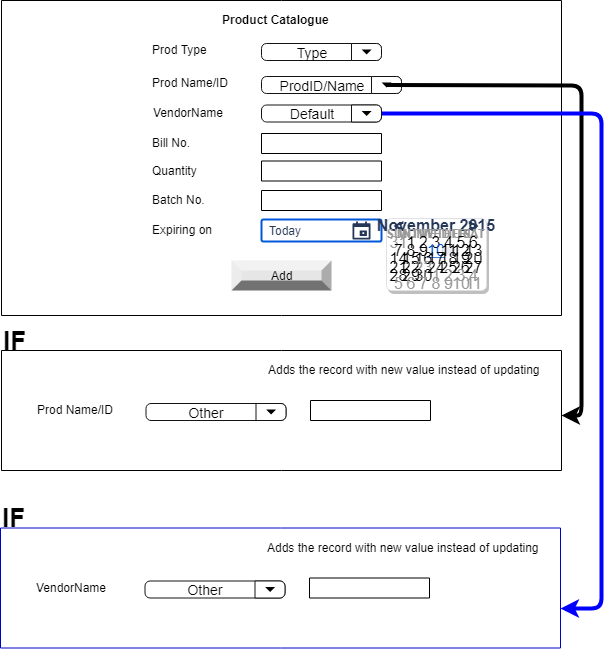 Product Catalogue
Prod Type Type
Prod Name/ID ProdID/Name
VendorName Default
Bill No.
Quantity
Batch No.
Expiring on Today November 2015
Add
IF
Adds the record with new value instead of updating
Prod Name/ID Other
IF
Adds the record with new value instead of updating
VendorName Other